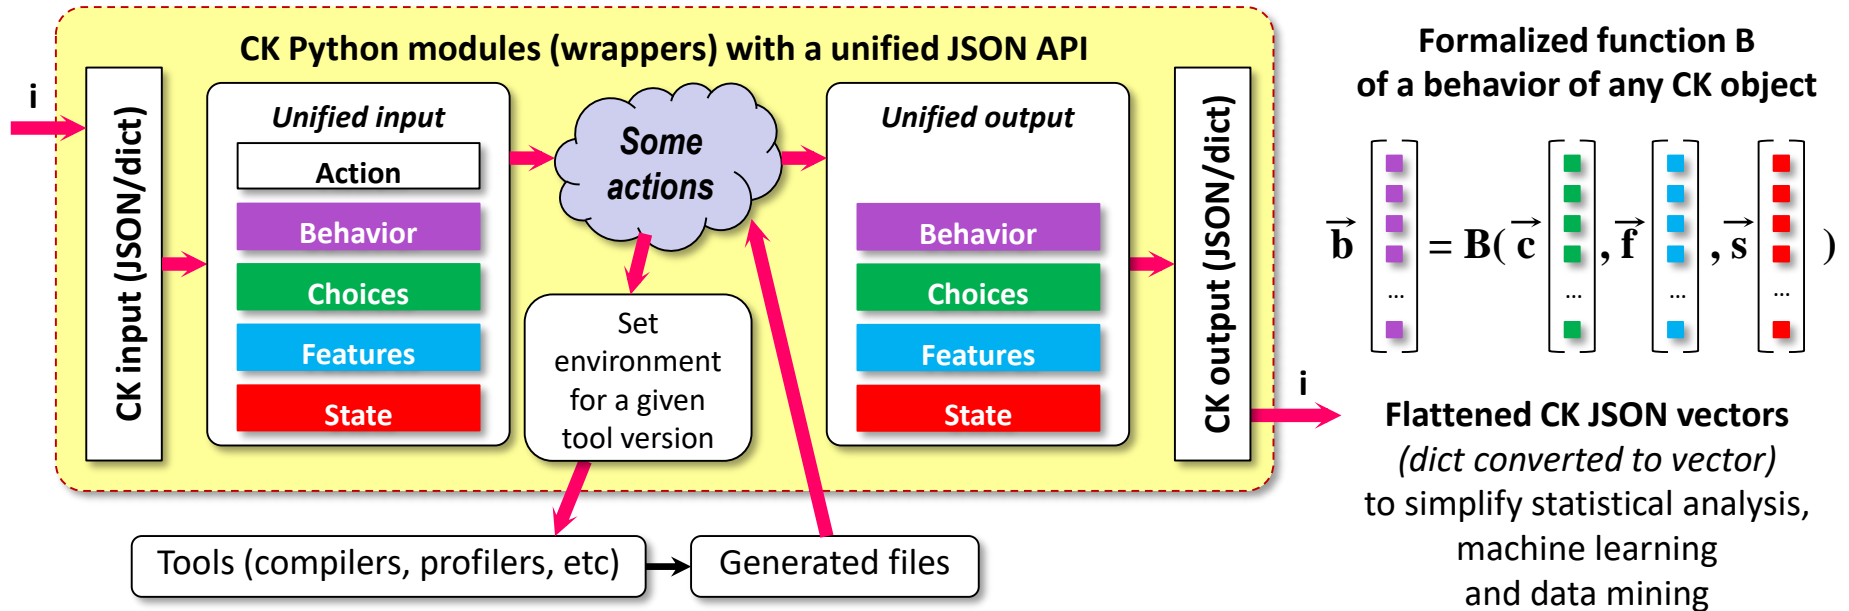 CK Python modules (wrappers) with a unified JSON API
i
CK input (JSON/dict)
Unified input
Action
Behavior
Choices
Features
State
Some
actions
Set
environment
for a given
tool version
Tools (compilers, profilers, etc)
Generated files
Unified output
Behavior
Choices
Features
State
CK output (JSON/dict)
i
Formalized function B
of a behavior of any CK object
b = B( c , f , s )
... ... ... ...
Flattened CK JSON vectors
(dict converted to vector)
to simplify statistical analysis,
machine learning
and data mining